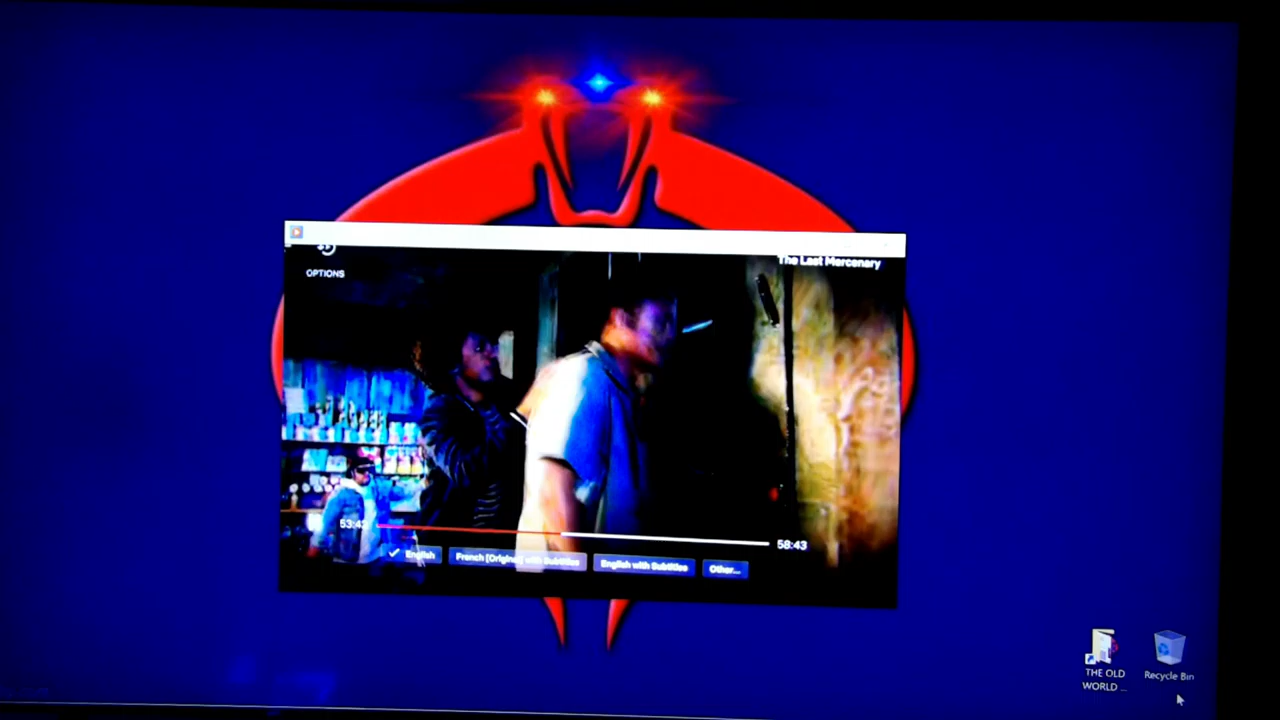 OPTIONS
The Last Mercenary
53:42
58:43
English
French [Original] with Subtitles
English with Subtitles
Other...
THE OLD
WORLD ...
Recycle Bin